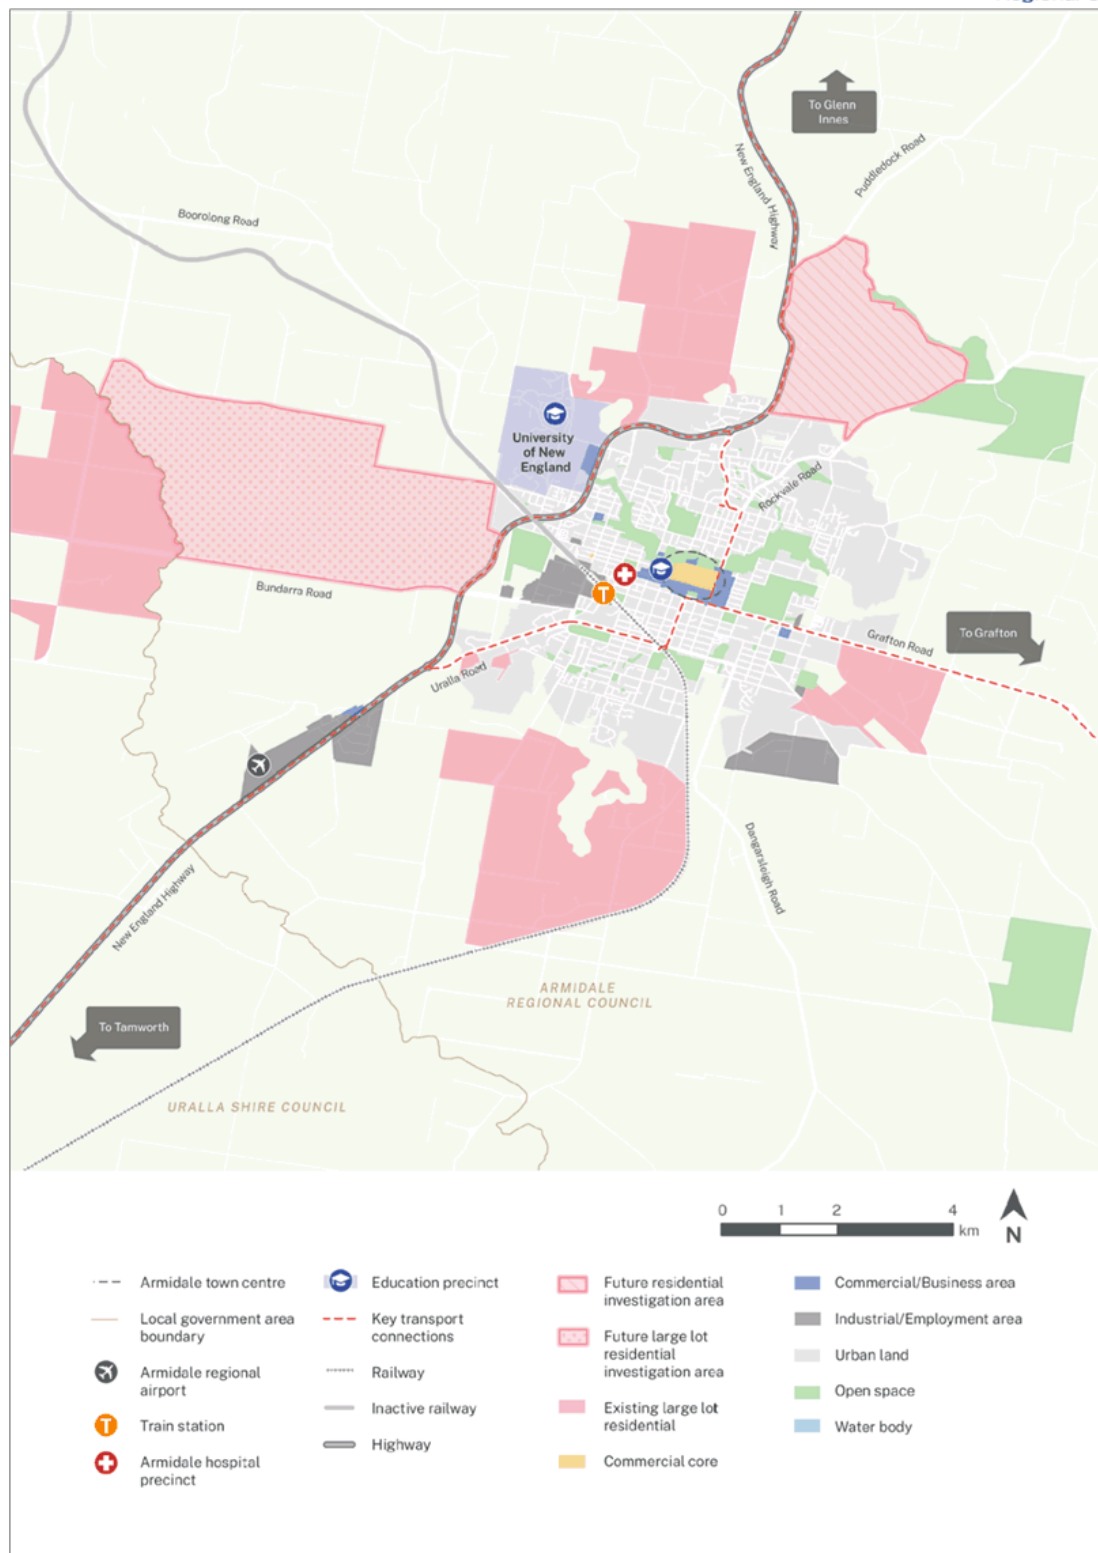 To Glenn
Innes
New England Highway
Puddledock Road
Boorolong Road
University
of New
England
Rockvale Road
Bundarra Road
Grafton Road
To Grafton
Uralla Road
Dangarsleigh Road
New England Highway
ARMIDALE
REGIONAL COUNCIL
To Tamworth
URALLA SHIRE COUNCIL
0 1 2 4
km
N
Armidale town centre
Local government area
boundary
Armidale regional
airport
T Train station
Armidale hospital
precinct
Education precinct
Key transport
connections
Railway
Inactive railway
Highway
Future residential
investigation area
Future large lot
residential
investigation area
Existing large lot
residential
Commercial core
Commercial/Business area
Industrial/Employment area
Urban land
Open space
Water body
T